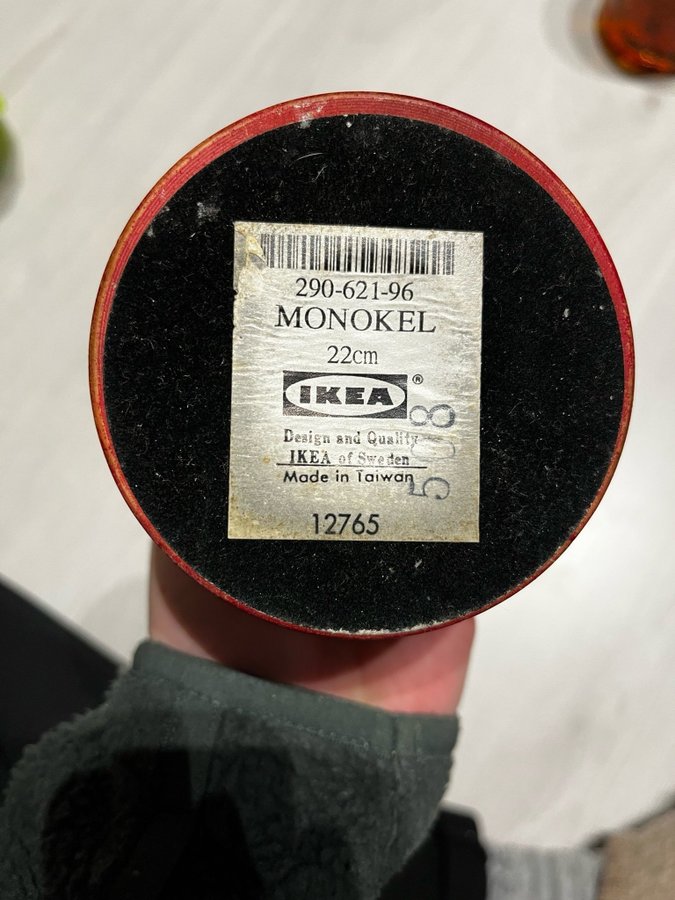 290-621-96
MONOKEL
22cm
IKEA®
Design and Quality
IKEA of Sweden
Made in Taiwan
12765
508